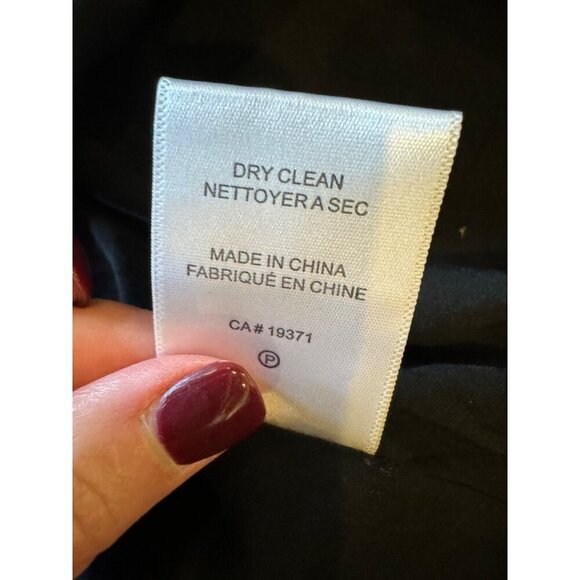 DRY CLEAN
NETTOYER A SEC
MADE IN CHINA
FABRIQUÉ EN CHINE
CA# 19371
P